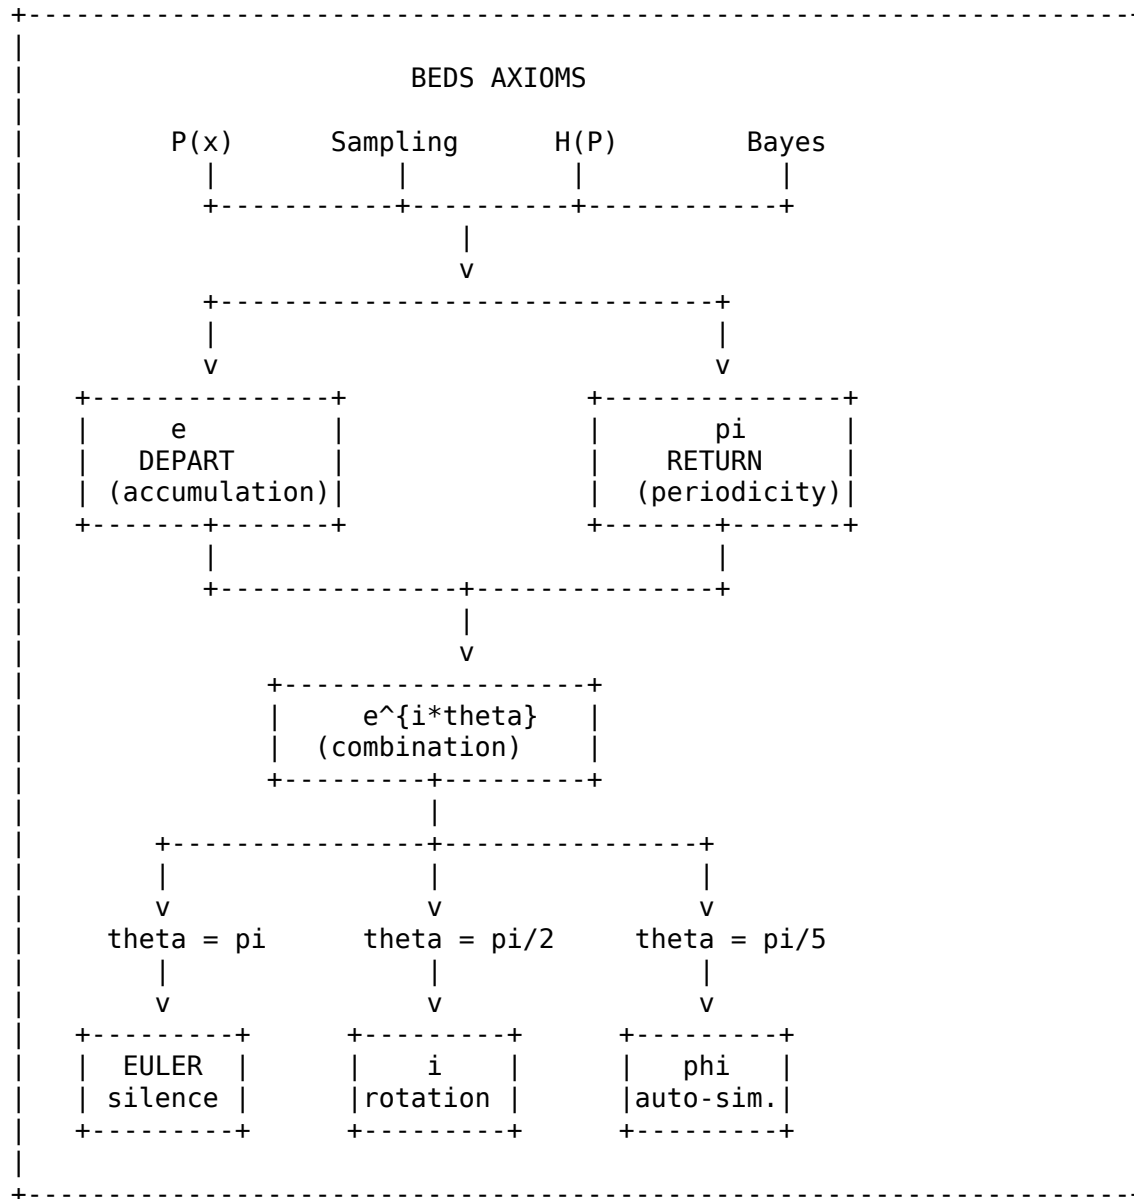 BEDS AXIOMS
P(x) Sampling H(P) Bayes
v
v v
e pi
DEPART RETURN
(accumulation) (periodicity)
v
e^{i*theta}
(combination)
v v v
theta = pi theta = pi/2 theta = pi/5
v v v
EULER i phi
silence rotation auto-sim.